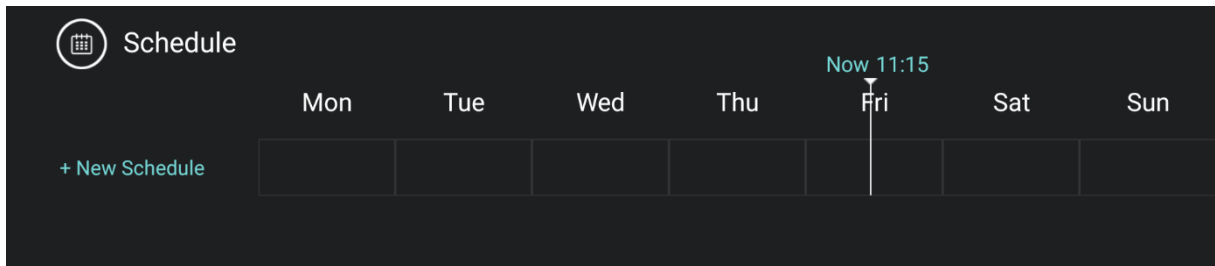 Schedule
Now 11:15
Mon Tue Wed Thu Fri Sat Sun
+ New Schedule